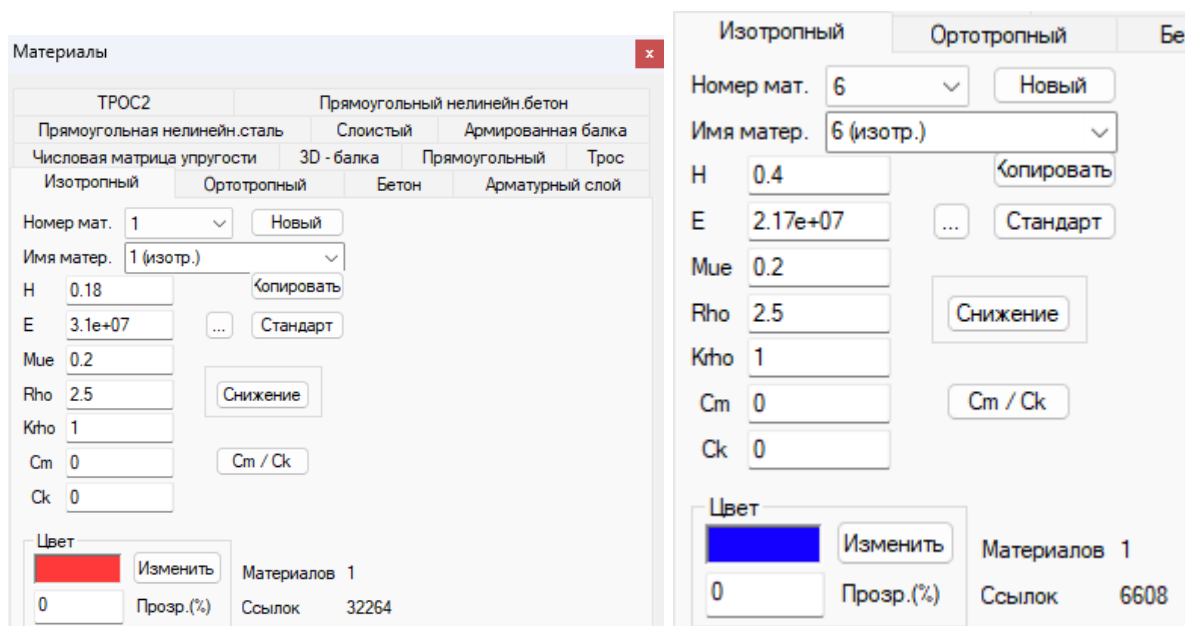 Материалы
x
ТРОС2 Прямоугольный нелинейн.бетон
Прямоугольная нелинейн.сталь Слоистый Армированная балка
Числовая матрица упругости 3D - балка Прямоугольный Трос
Изотропный Ортотропный Бетон Арматурный слой
Номер мат. 1 Новый
Имя матер. 1 (изотр.)
H 0.18 Копировать
E 3.1e+07 ... Стандарт
Mue 0.2
Rho 2.5 Снижение
Krho 1
Cm 0 Cm / Ck
Ck 0
Цвет
Изменить Материалов 1
0 Прозр.(%) Ссылок 32264
Изотропный Ортотропный Бе
Номер мат. 6 Новый
Имя матер. 6 (изотр.)
H 0.4 Копировать
E 2.17e+07 ... Стандарт
Mue 0.2
Rho 2.5 Снижение
Krho 1
Cm 0 Cm / Ck
Ck 0
Цвет
Изменить Материалов 1
0 Прозр.(%) Ссылок 6608